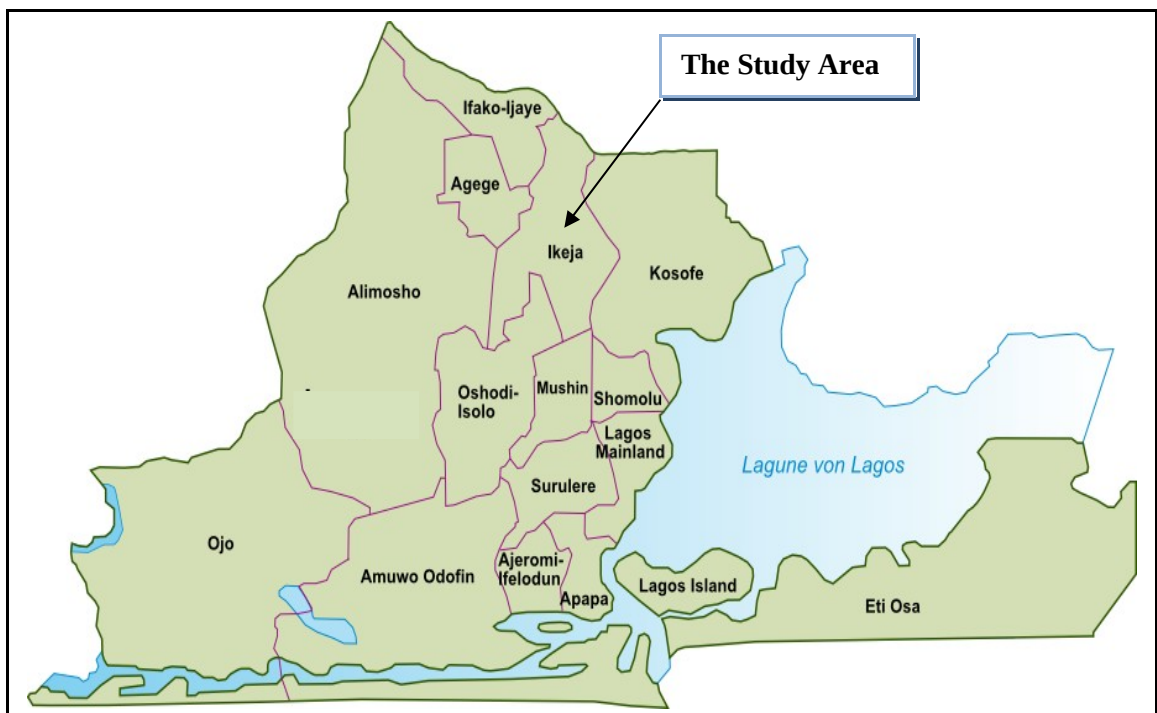 The Study Area
Ifako-Ijaye
Agege
Ikeja
Kosofe
Alimosho
Oshodi-
Isolo
Mushin
Shomolu
Lagos
Mainland
Lagune von Lagos
Surulere
Ojo
Amuwo Odofin
Ajeromi-
Ifelodun
Apapa
Lagos Island
Eti Osa